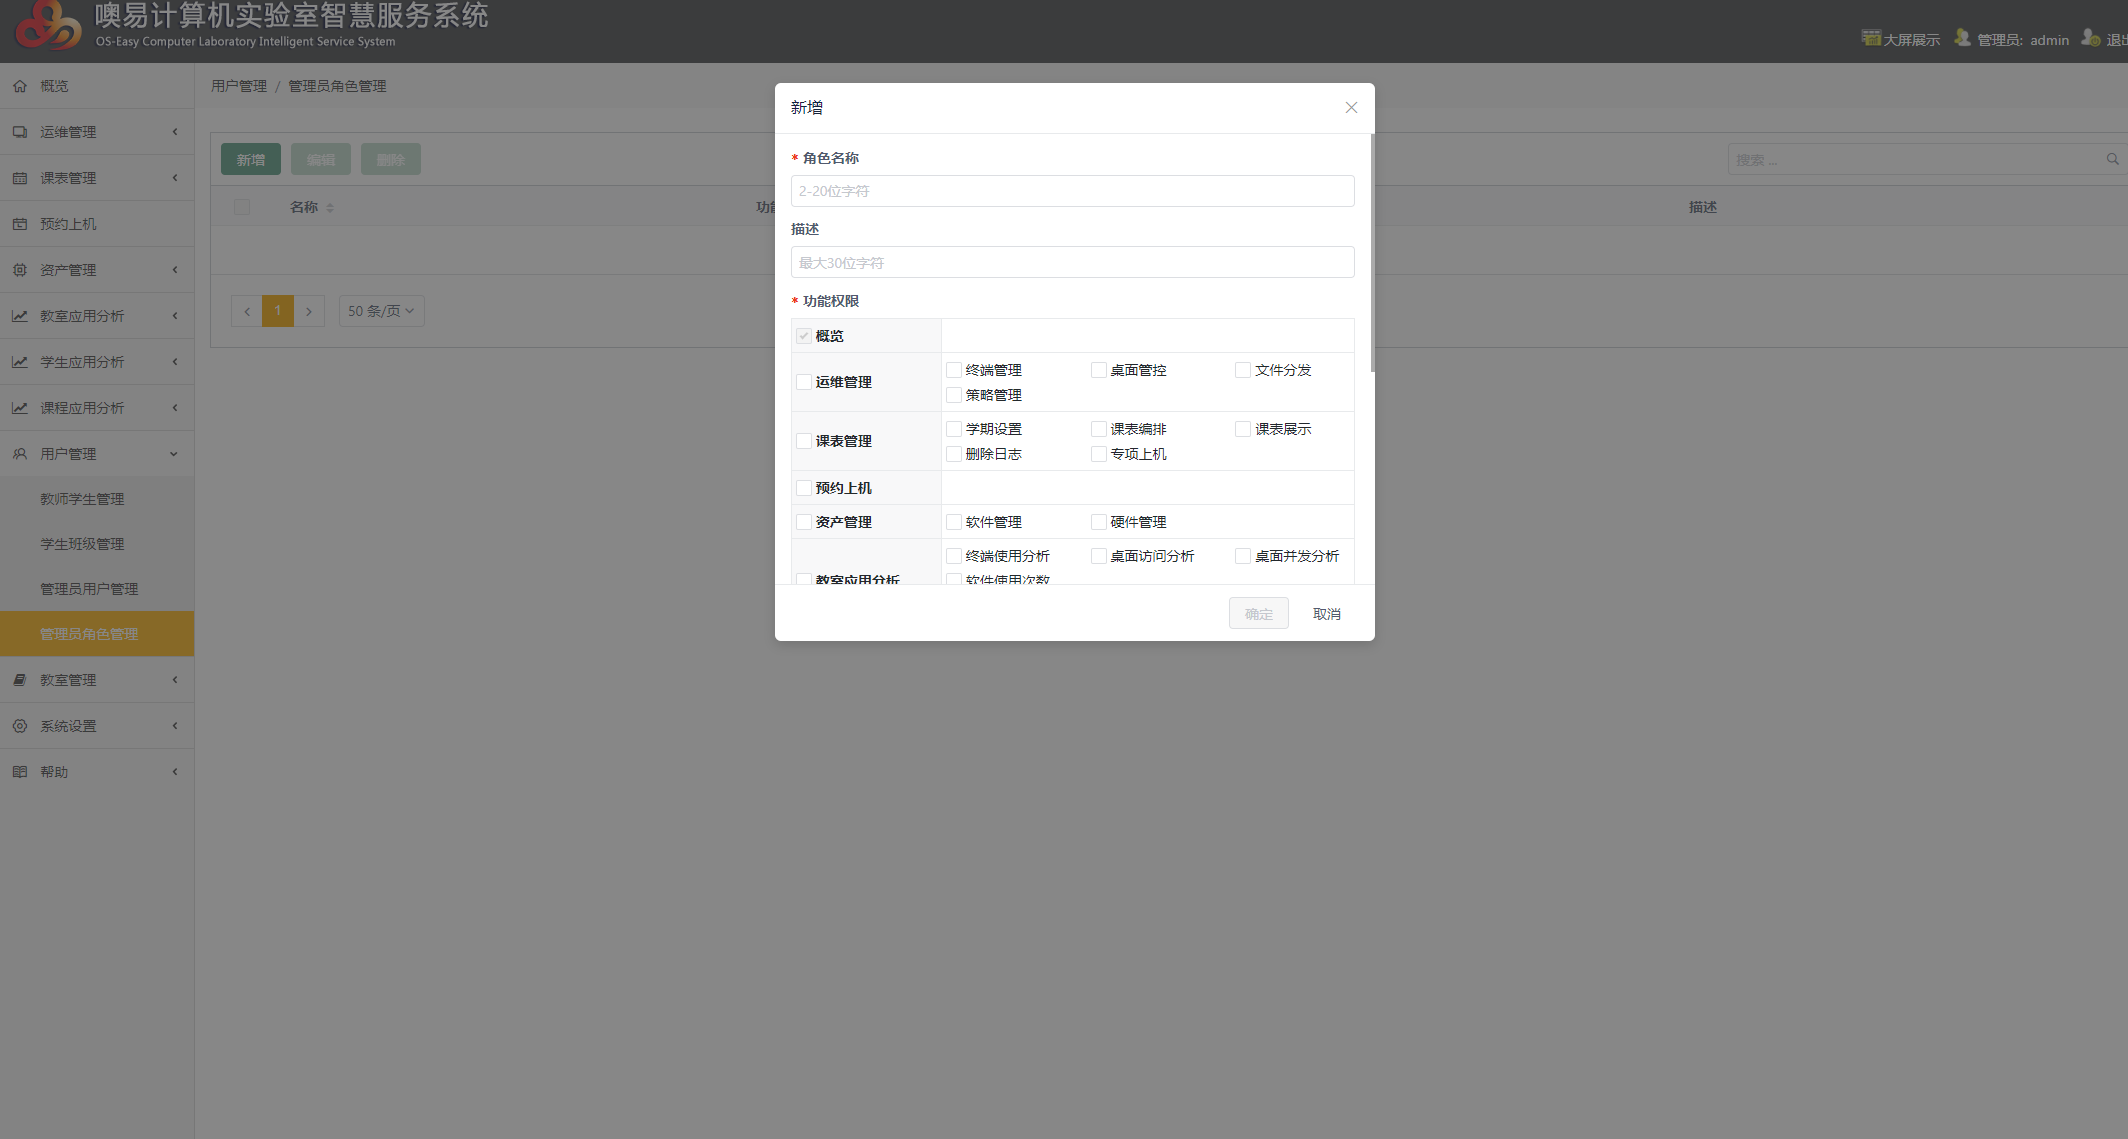 噢易计算机实验室智慧服务系统
OS-Easy Computer Laboratory Intelligent Service System
大屏展示 管理员: admin 退出
概览
运维管理
课表管理
预约上机
资产管理
教室应用分析
学生应用分析
课程应用分析
用户管理
教师学生管理
学生班级管理
管理员用户管理
管理员角色管理
教室管理
系统设置
帮助
用户管理 / 管理员角色管理
新增 编辑 删除
搜索 ...
名称 功能 描述
1 50 条/页
新增
* 角色名称
2-20位字符
描述
最大30位字符
* 功能权限
概览
运维管理 终端管理 桌面管控 文件分发
策略管理
课表管理 学期设置 课表编排 课表展示
删除日志 专项上机
预约上机
资产管理 软件管理 硬件管理
教室应用分析 终端使用分析 桌面访问分析 桌面并发分析
软件使用次数
确定 取消